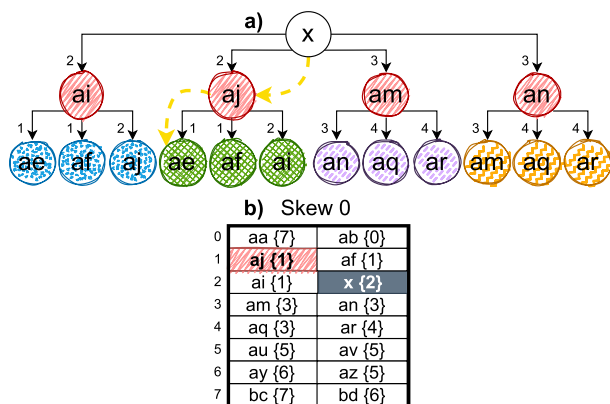 a)
x
2 2 3 3
ai aj am an
1 1 2 1 1 2 3 4 4 3 4 4
ae af aj ae af ai an aq ar am aq ar
b) Skew 0
0 aa {7} ab {0}
1 aj {1} af {1}
2 ai {1} x {2}
3 am {3} an {3}
4 aq {3} ar {4}
5 au {5} av {5}
6 ay {6} az {5}
7 bc {7} bd {6}